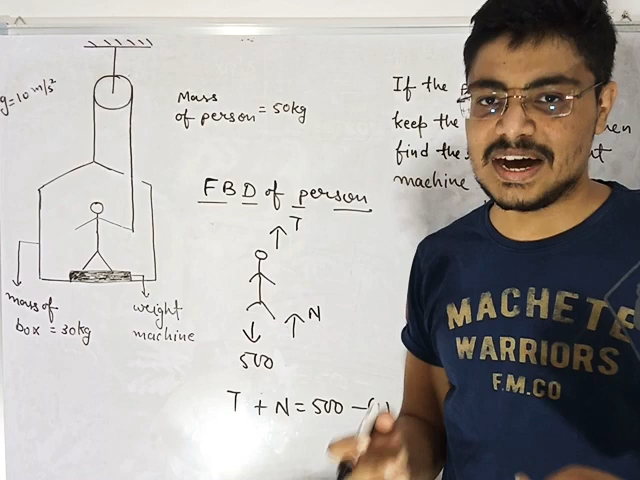 g=10m/s²
Mass
of person = 50kg
If the
keep the
find the
machine
FBD of person
T
N
500
T + N = 500
mass of
box = 30kg
weight
machine
MACHETE
WARRIORS
F.M.CO